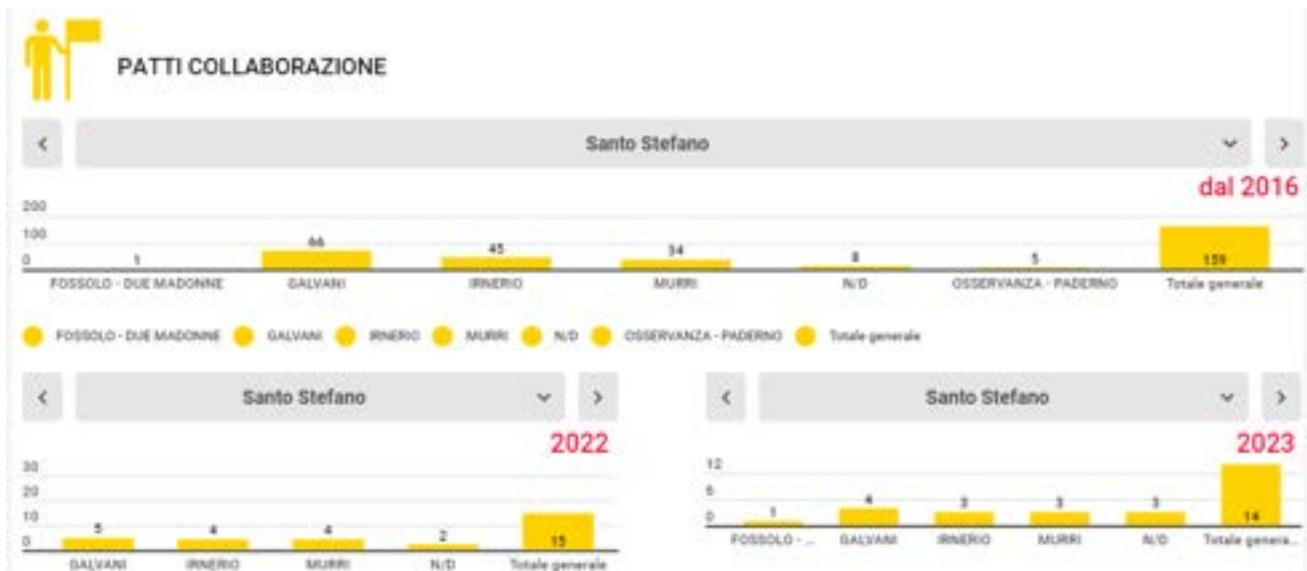 PATTI COLLABORAZIONE
Santo Stefano
dal 2016
200
100
0
1 66 45 34 8 5 159
FOSSOLO - DUE MADONNE GALVANI IRNERIO MURRI N/D OSSERVANZA - PADERNO Totale generale
FOSSOLO - DUE MADONNE GALVANI IRNERIO MURRI N/D OSSERVANZA - PADERNO Totale generale
Santo Stefano
2022
30
20
10
0
5 4 4 2 15
GALVANI IRNERIO MURRI N/D Totale generale
Santo Stefano
2023
12
6
0
1 4 3 3 3 14
FOSSOLO - ... GALVANI IRNERIO MURRI N/D Totale genera...